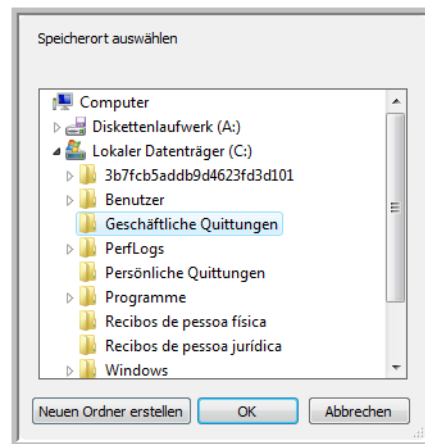 Speicherort auswählen
Computer
Diskettenlaufwerk (A:)
Lokaler Datenträger (C:)
3b7fcb5addb9d4623fd3d101
Benutzer
Geschäftliche Quittungen
PerfLogs
Persönliche Quittungen
Programme
Recibos de pessoa física
Recibos de pessoa jurídica
Windows
Neuen Ordner erstellen OK Abbrechen